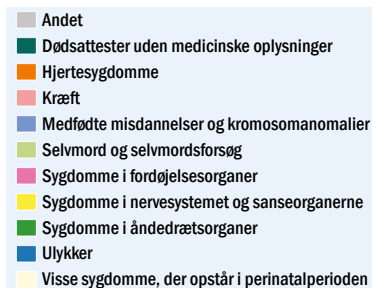 Andet
Dødsattester uden medicinske oplysninger
Hjertesygdomme
Kræft
Medfødte misdannelser og kromosomanomalier
Selvmord og selvmordsforsøg
Sygdomme i fordøjelsesorganer
Sygdomme i nervesystemet og sanseorganerne
Sygdomme i åndedrætsorganer
Ulykker
Visse sygdomme, der opstår i perinatalperioden